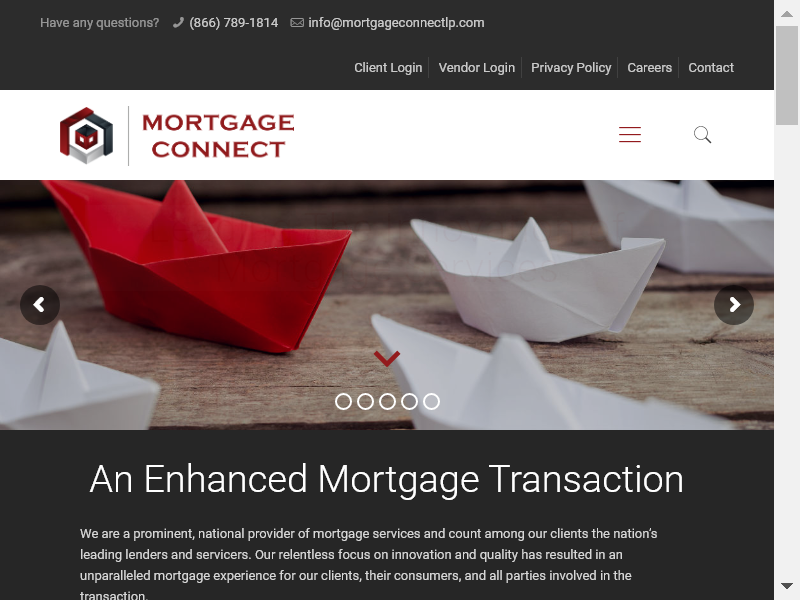 Have any questions? (866) 789-1814 info@mortgageconnectlp.com
Client Login Vendor Login Privacy Policy Careers Contact
MORTGAGE
CONNECT
An Enhanced Mortgage Transaction
We are a prominent, national provider of mortgage services and count among our clients the nation's
leading lenders and servicers. Our relentless focus on innovation and quality has resulted in an
unparalleled mortgage experience for our clients, their consumers, and all parties involved in the
transaction.